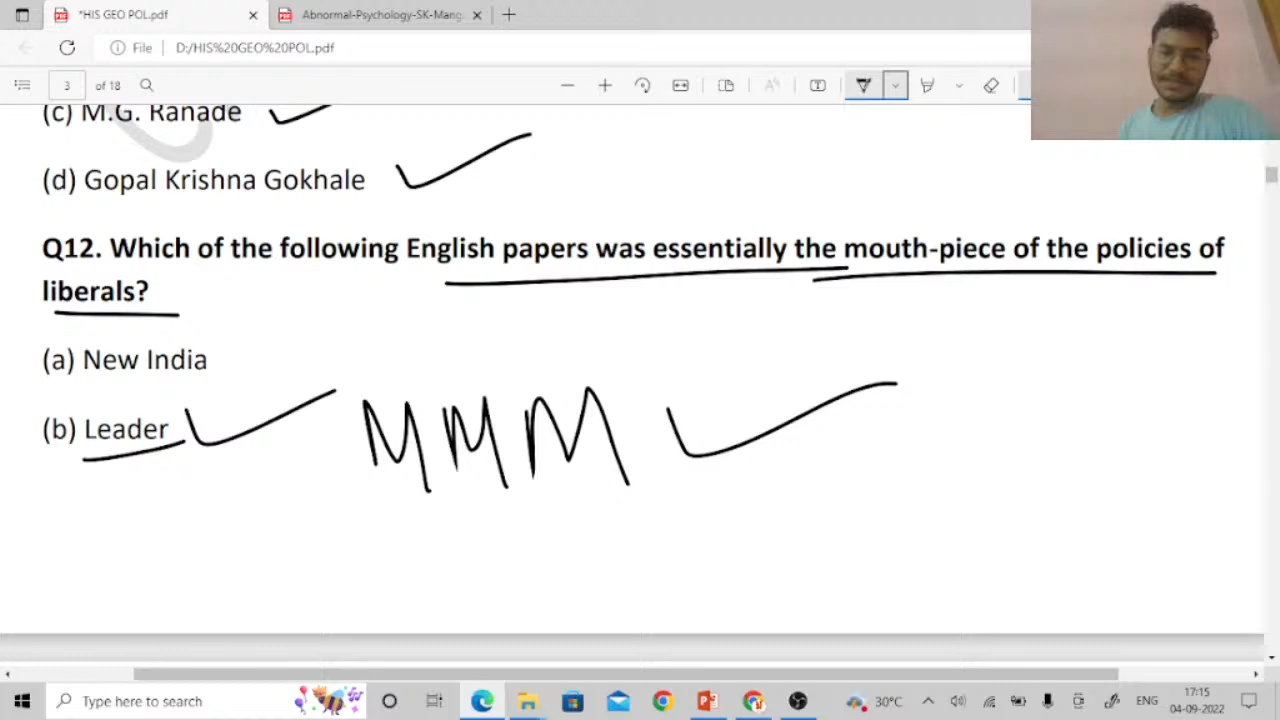 *HIS GEO POL.pdf
Abnormal-Psychology-SK-Mang
File D:/HIS%20GEO%20POL.pdf
3 of 18
(c) M.G. Ranade
(d) Gopal Krishna Gokhale
Q12. Which of the following English papers was essentially the mouth-piece of the policies of
liberals?
(a) New India
(b) Leader MMM
Type here to search
30°C ENG 17:15
04-09-2022